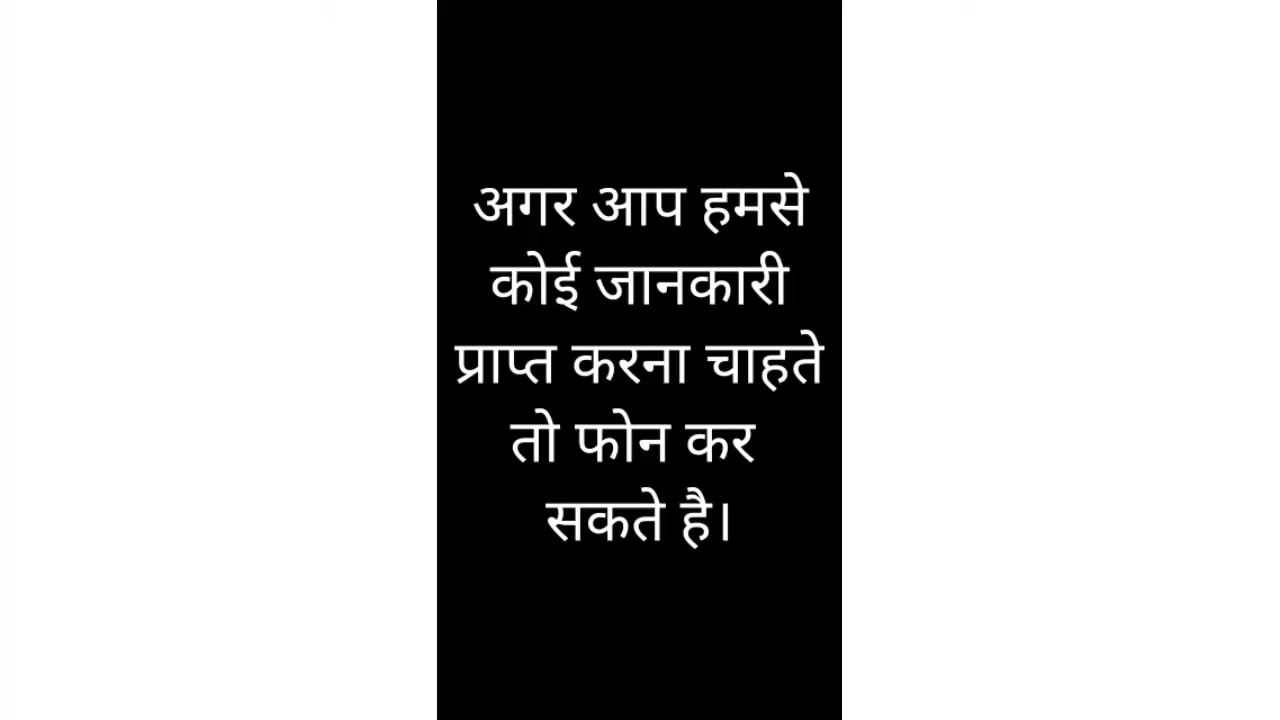 अगर आप हमसे
कोई जानकारी
प्राप्त करना चाहते
तो फोन कर
सकते है।